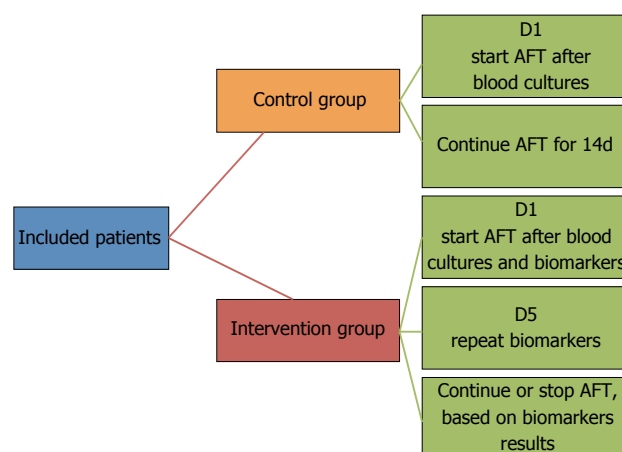 D1
start AFT after
blood cultures
Control group
Continue AFT for 14d
Included patients
D1
start AFT after blood
cultures and biomarkers
Intervention group
D5
repeat biomarkers
Continue or stop AFT,
based on biomarkers
results